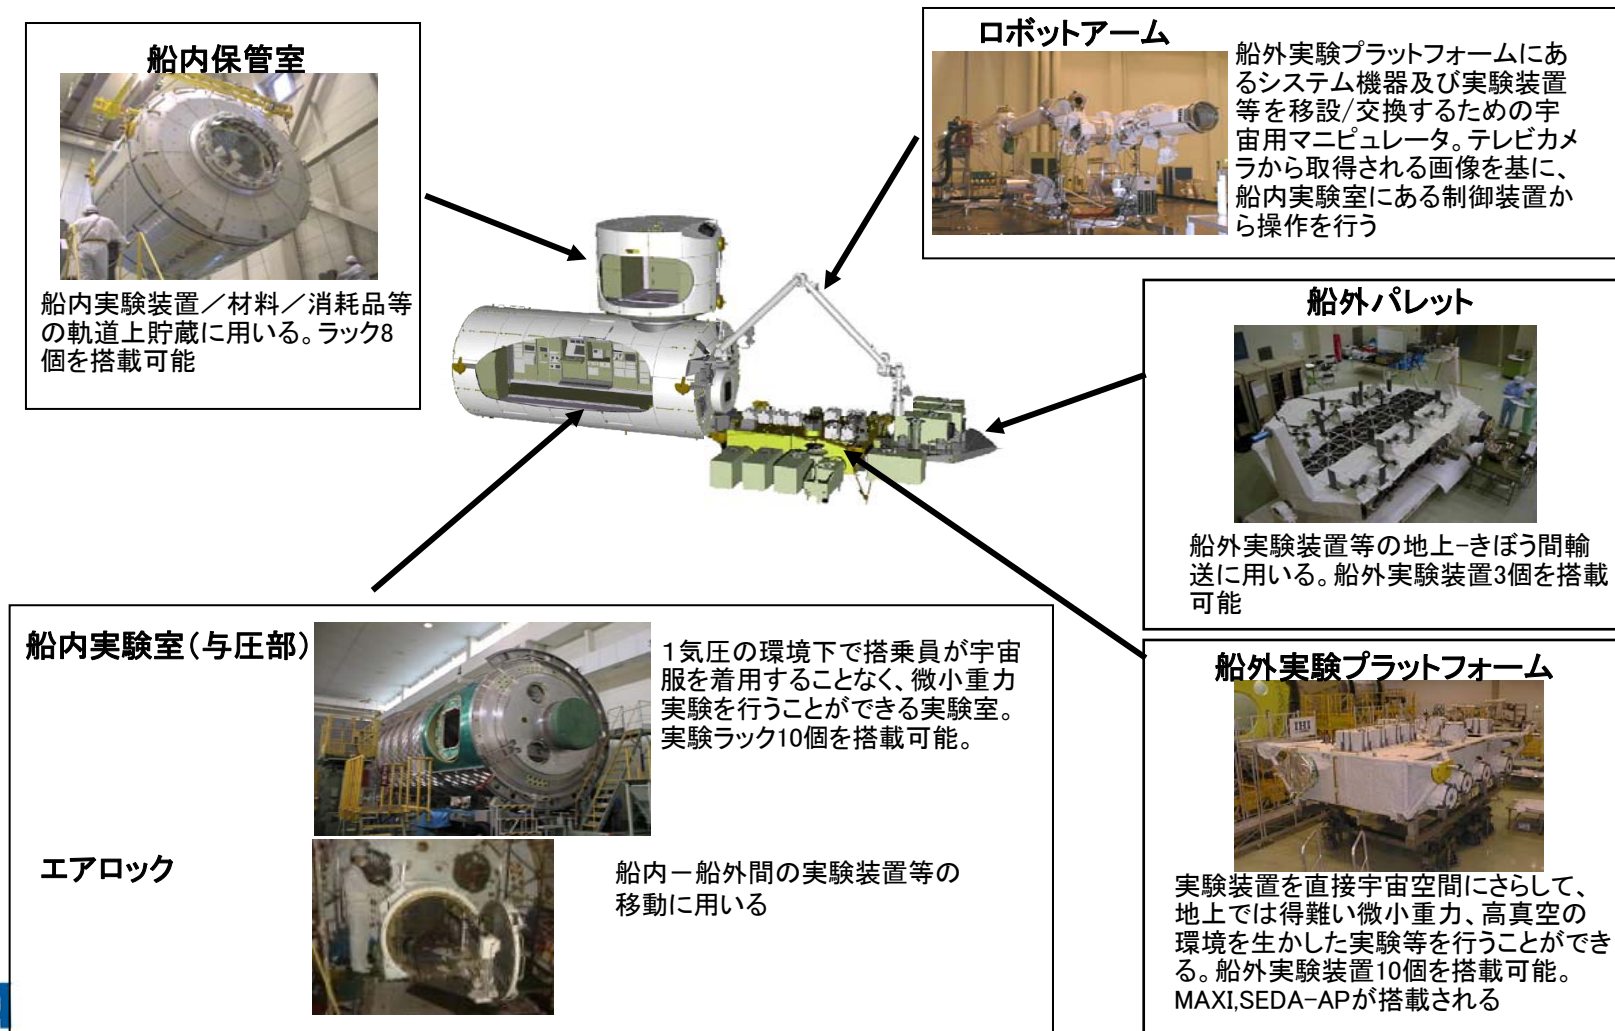 船内保管室
船内実験装置／材料／消耗品等
の軌道上貯蔵に用いる。ラック8
個を搭載可能
ロボットアーム
船外実験プラットフォームにあ
るシステム機器及び実験装置
等を移設/交換するための宇
宙用マニピュレータ。テレビカメ
ラから取得される画像を基に、
船内実験室にある制御装置か
ら操作を行う
船外パレット
船外実験装置等の地上-きぼう間輸
送に用いる。船外実験装置3個を搭載
可能
船内実験室(与圧部)
１気圧の環境下で搭乗員が宇宙
服を着用することなく、微小重力
実験を行うことができる実験室。
実験ラック10個を搭載可能。
エアロック
船内－船外間の実験装置等の
移動に用いる
船外実験プラットフォーム
IHI
実験装置を直接宇宙空間にさらして、
地上では得難い微小重力、高真空の
環境を生かした実験等を行うことができ
る。船外実験装置10個を搭載可能。
MAXI,SEDA-APが搭載される